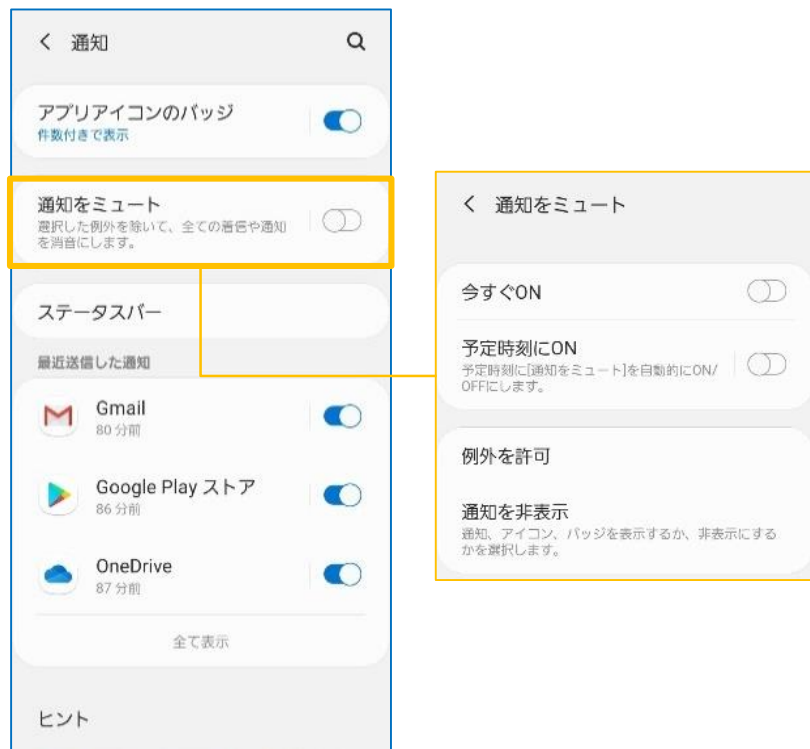 通知
アプリアイコンのバッジ
件数付きで表示
通知をミュート
選択した例外を除いて、全ての着信や通知
を消音にします。
ステータスバー
最近送信した通知
Gmail
80 分前
Google Play ストア
86 分前
OneDrive
87 分前
全て表示
ヒント
通知をミュート
今すぐON
予定時刻にON
予定時刻に[通知をミュート]を自動的にON/
OFFにします。
例外を許可
通知を非表示
通知、アイコン、バッジを表示するか、非表示にする
かを選択します。